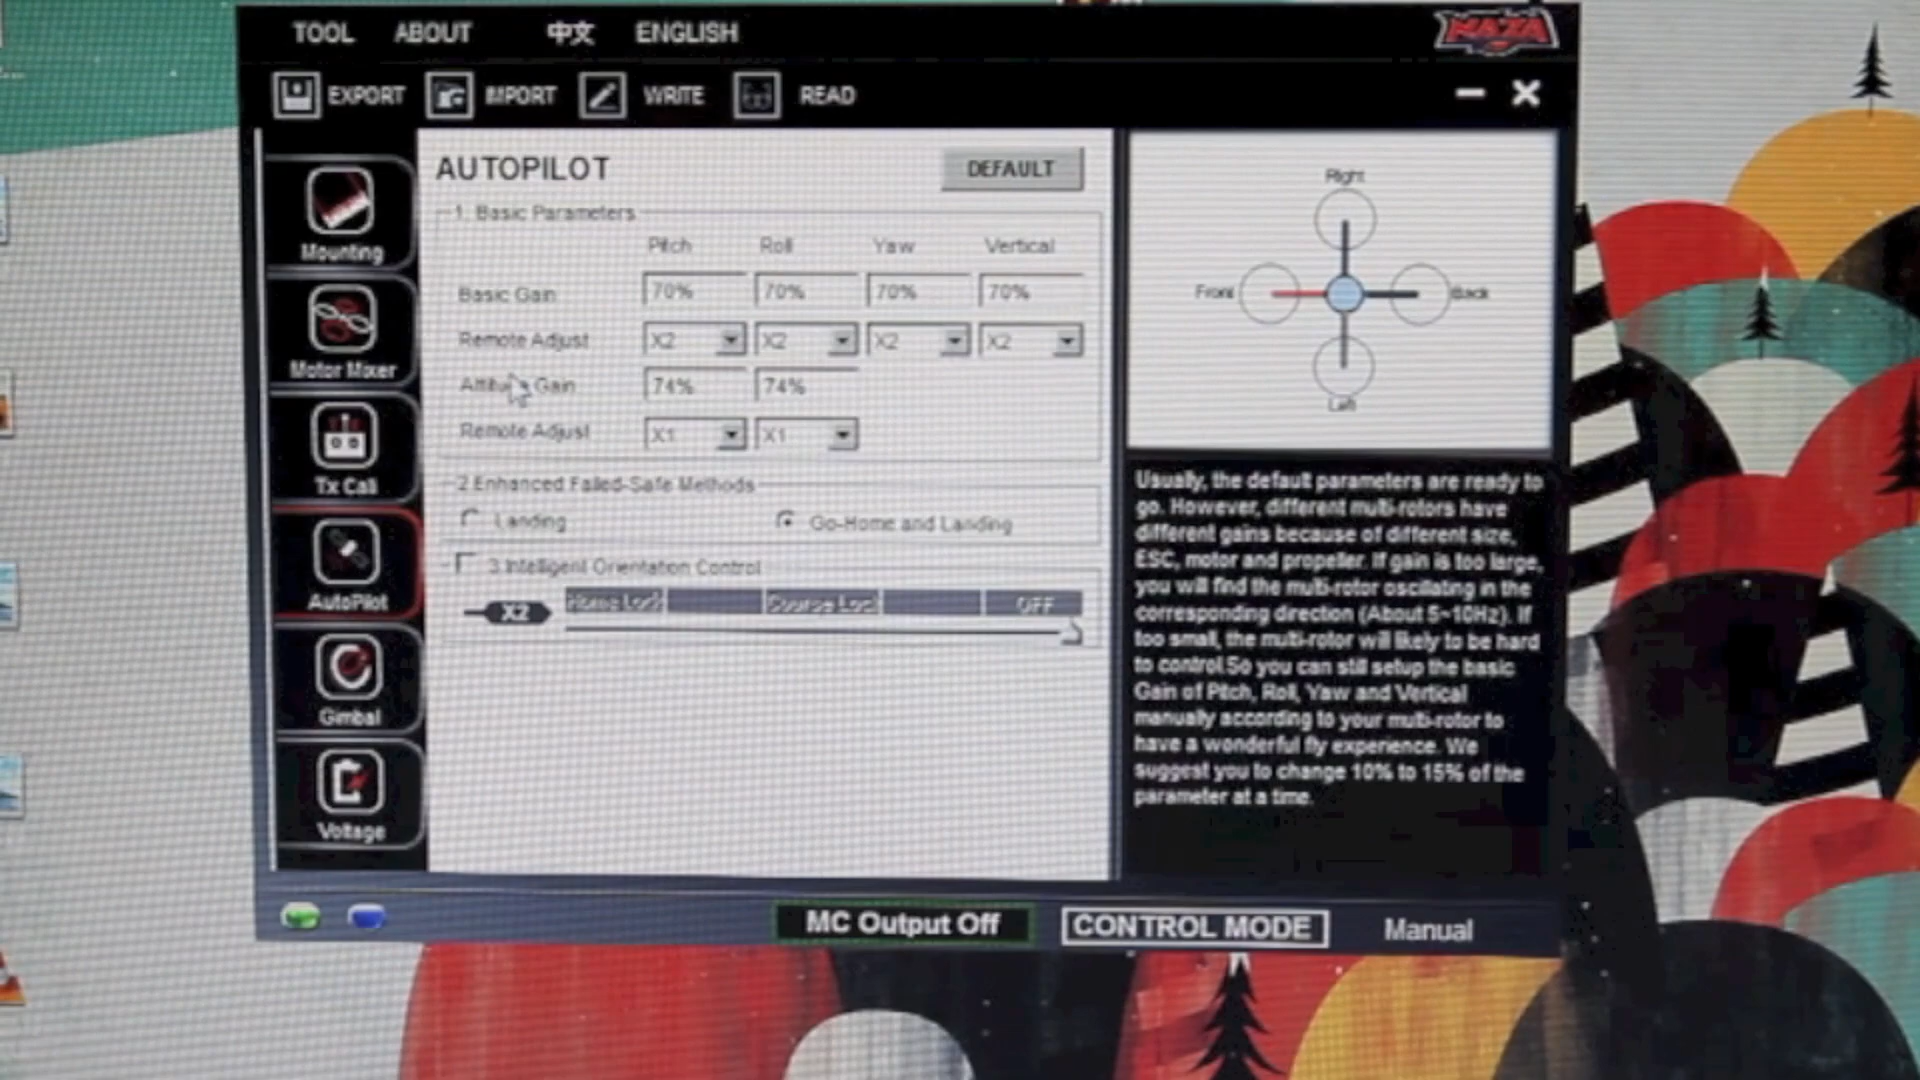 TOOL ABOUT 中文 ENGLISH
NAZA
EXPORT IMPORT WRITE READ
AUTOPILOT
DEFAULT
1. Basic Parameters
Pitch Roll Yaw Vertical
Basic Gain 70% 70% 70% 70%
Remote Adjust X2 X2 X2 X2
Attitude Gain 74% 74%
Remote Adjust X1 X1
2.Enhanced Failed-Safe Methods
Landing Go-Home and Landing
3.Intelligent Orientation Control
X2 Home Lock Course Lock OFF
Mounting
Motor Mixer
Tx Cali
AutoPilot
Gimbal
Voltage
Right
Front Back
Left
Usually, the default parameters are ready to
go. However, different multi-rotors have
different gains because of different size,
ESC, motor and propeller. If gain is too large,
you will find the multi-rotor oscillating in the
corresponding direction (About 5~10Hz). If
too small, the multi-rotor will likely to be hard
to control.So you can still setup the basic
Gain of Pitch, Roll, Yaw and Vertical
manually according to your multi-rotor to
have a wonderful fly experience. We
suggest you to change 10% to 15% of the
parameter at a time.
MC Output Off CONTROL MODE Manual